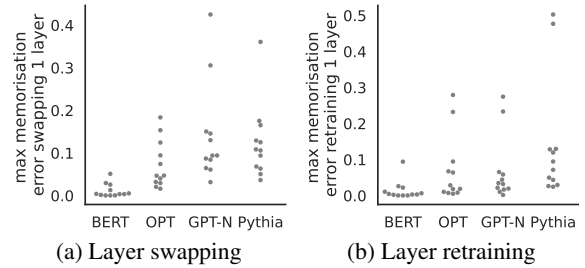 max memorisation
error swapping 1 layer
0.4
0.3
0.2
0.1
0.0
BERT OPT GPT-N Pythia
(a) Layer swapping
max memorisation
error retraining 1 layer
0.5
0.4
0.3
0.2
0.1
0.0
BERT OPT GPT-N Pythia
(b) Layer retraining